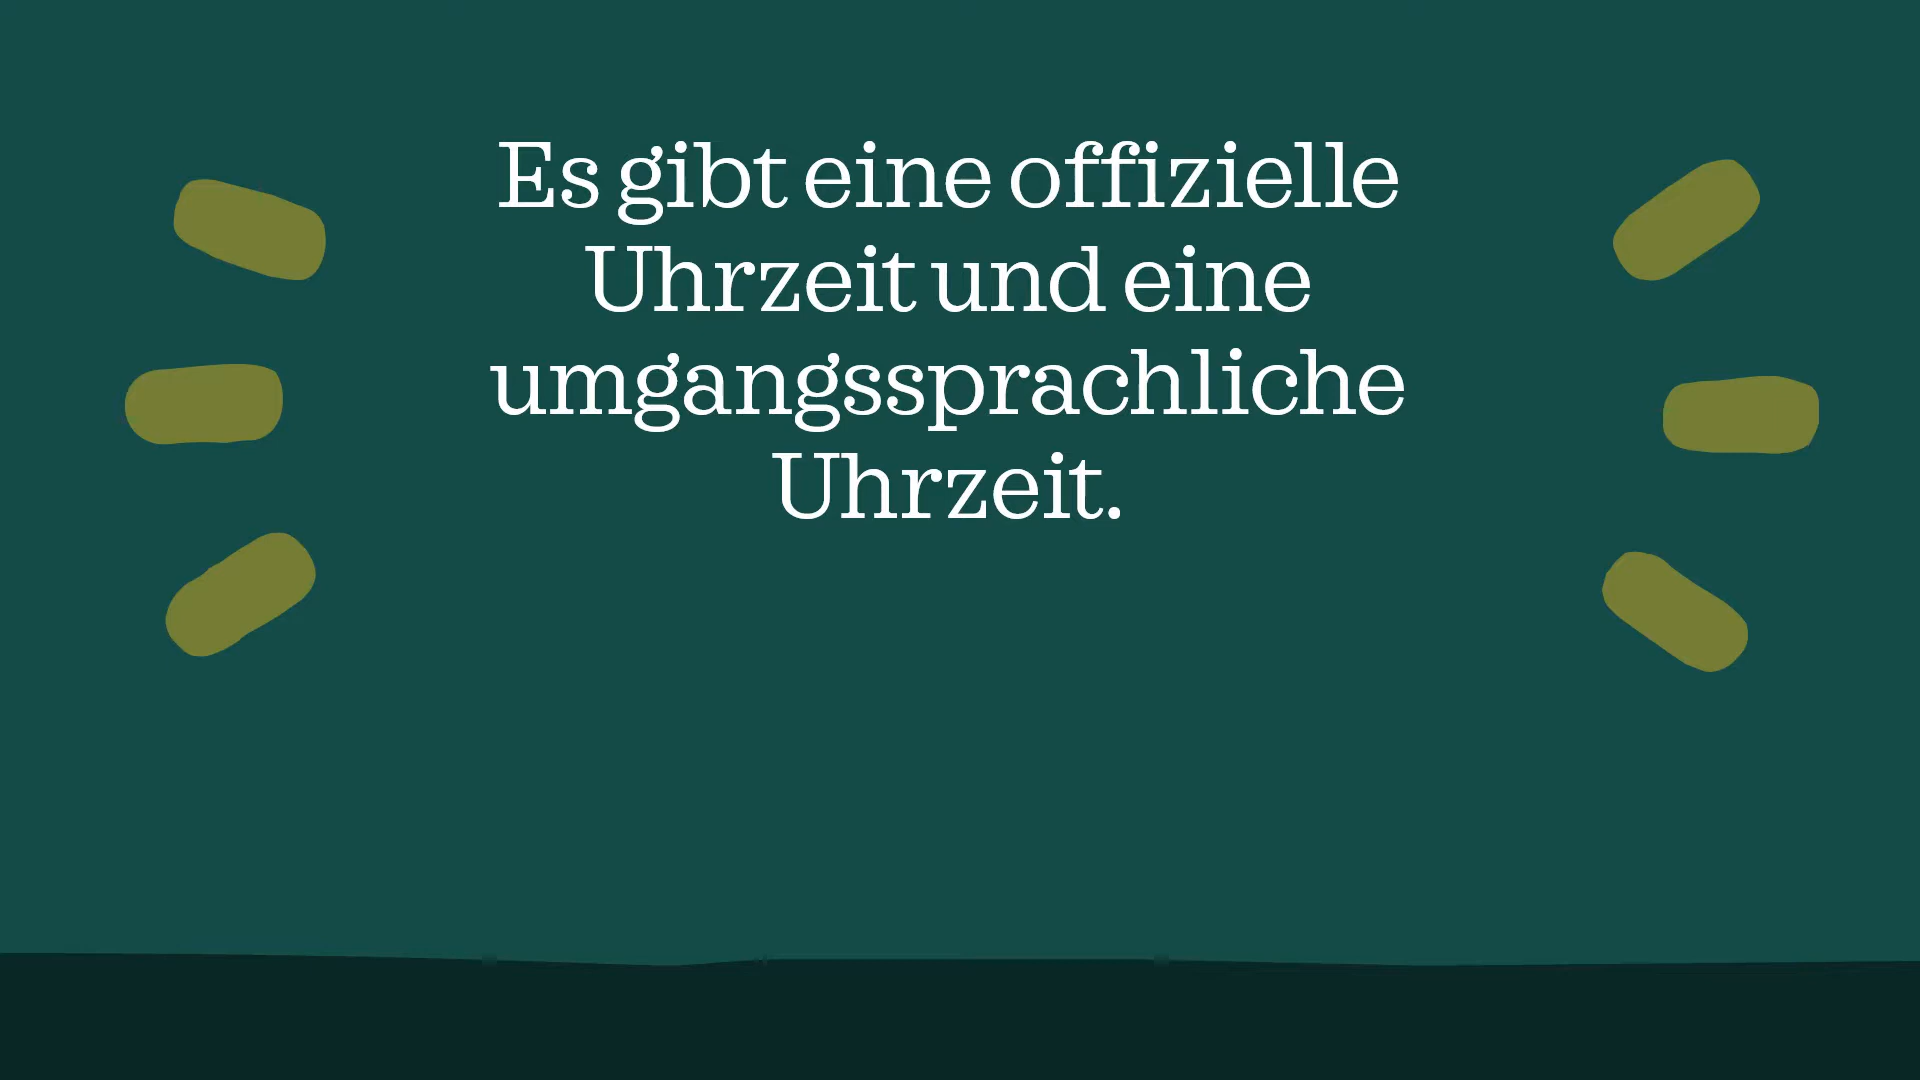 Es gibt eine offizielle
Uhrzeit und eine
umgangssprachliche
Uhrzeit.